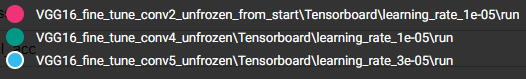 VGG16_fine_tune_conv2_unfrozen_from_start\Tensorboard\learning_rate_1e-05\run
VGG16_fine_tune_conv4_unfrozen\Tensorboard\learning_rate_1e-05\run
VGG16_fine_tune_conv5_unfrozen\Tensorboard\learning_rate_3e-05\run